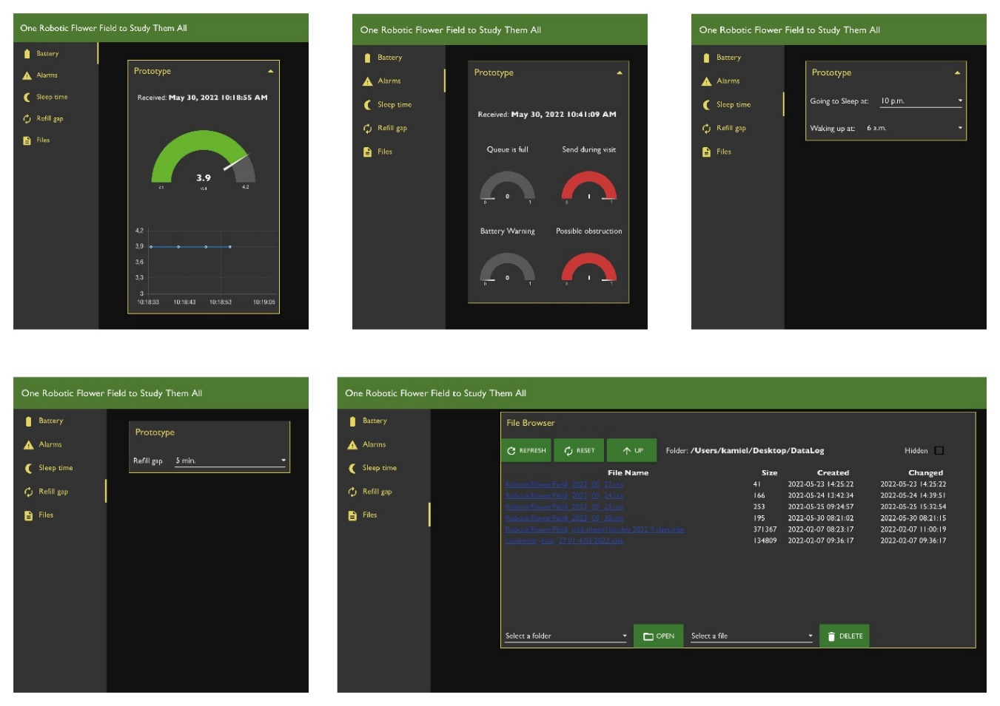 One Robotic Flower Field to Study Them All
Battery
Alarms
Sleep time
Refill gap
Files
Prototype
Received: May 30, 2022 10:18:55 AM
3.9
2.5
4.2
4,2
3,9
3,6
3,3
3
10:18:33 10:18:43 10:18:53 10:19:05
One Robotic Flower Field to Study Them All
Battery
Alarms
Sleep time
Refill gap
Files
Prototype
Received: May 30, 2022 10:41:09 AM
Queue is full Send during visit
0 1
0 1
0 1
Battery Warning Possible obstruction
0 1
0 1
0 1
One Robotic Flower Field to Study Them All
Battery
Alarms
Sleep time
Refill gap
Files
Prototype
Going to Sleep at: 10 p.m.
Waking up at: 6 a.m.
One Robotic Flower Field to Study Them All
Battery
Alarms
Sleep time
Refill gap
Files
Prototype
Refill gap 5 min.
One Robotic Flower Field to Study Them All
Battery
Alarms
Sleep time
Refill gap
Files
File Browser
REFRESH RESET UP Folder: /Users/kamiel/Desktop/DataLog Hidden
File Name Size Created Changed
RoboticFlowerField_2022_05_23.csv 41 2022-05-23 14:25:22 2022-05-23 14:25:22
RoboticFlowerField_2022_05_24.csv 166 2022-05-24 13:42:34 2022-05-24 14:39:51
RoboticFlowerField_2022_05_25.csv 253 2022-05-25 09:24:57 2022-05-25 15:32:54
RoboticFlowerField_2022_05_30.csv 195 2022-05-30 08:21:02 2022-05-30 08:21:15
371367 2022-02-07 08:23:17 2022-02-07 11:00:19
134809 2022-02-07 09:36:17 2022-02-07 09:36:17
Select a folder OPEN Select a file DELETE